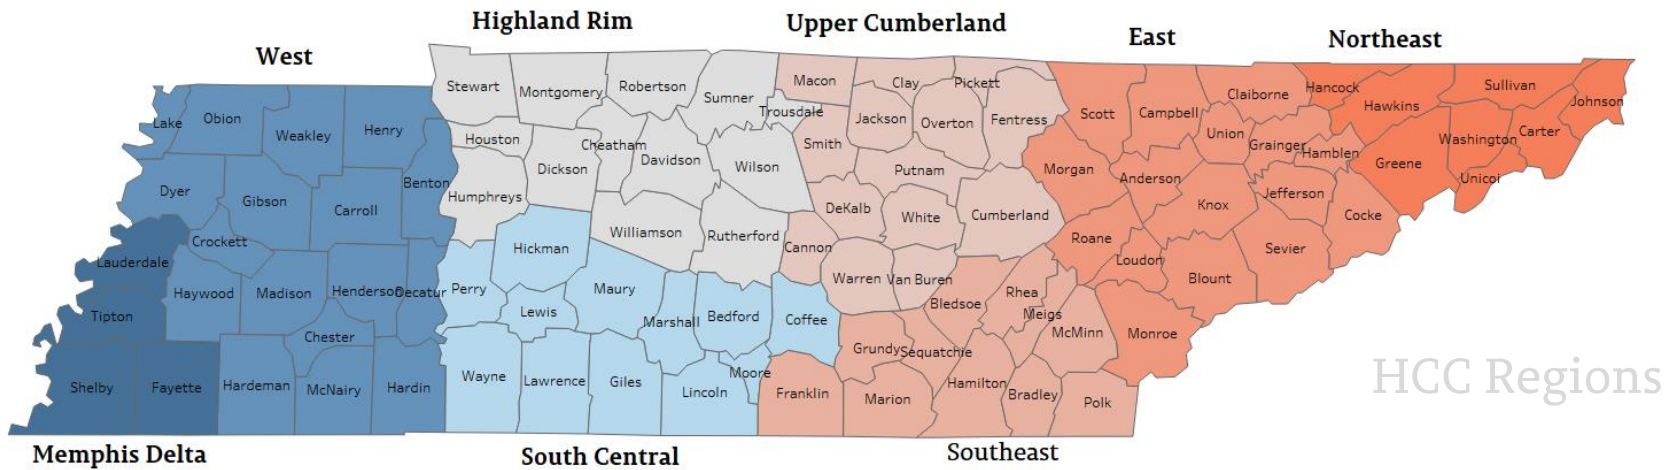 Highland Rim
Upper Cumberland
West
East
Northeast
Stewart
Montgomery
Robertson
Sumner
Macon
Clay
Pickett
Trousdale
Jackson
Overton
Fentress
Scott
Campbell
Claiborne
Hancock
Hawkins
Sullivan
Johnson
Lake
Obion
Weakley
Henry
Houston
Cheatham
Davidson
Wilson
Smith
Putnam
Morgan
Anderson
Union
Grainger
Hamblen
Greene
Washington
Carter
Unicoi
Dyer
Gibson
Carroll
Benton
Humphreys
Dickson
Williamson
Rutherford
DeKalb
White
Cumberland
Knox
Jefferson
Cocke
Crockett
Hickman
Cannon
Warren
Van Buren
Roane
Loudon
Blount
Sevier
Lauderdale
Haywood
Madison
Henderson
Decatur
Perry
Lewis
Maury
Marshall
Bedford
Coffee
Bledsoe
Rhea
Meigs
McMinn
Monroe
Tipton
Chester
Grundy
Sequatchie
Shelby
Fayette
Hardeman
McNairy
Hardin
Wayne
Lawrence
Giles
Lincoln
Moore
Franklin
Marion
Hamilton
Bradley
Polk
HCC Regions
Memphis Delta
South Central
Southeast